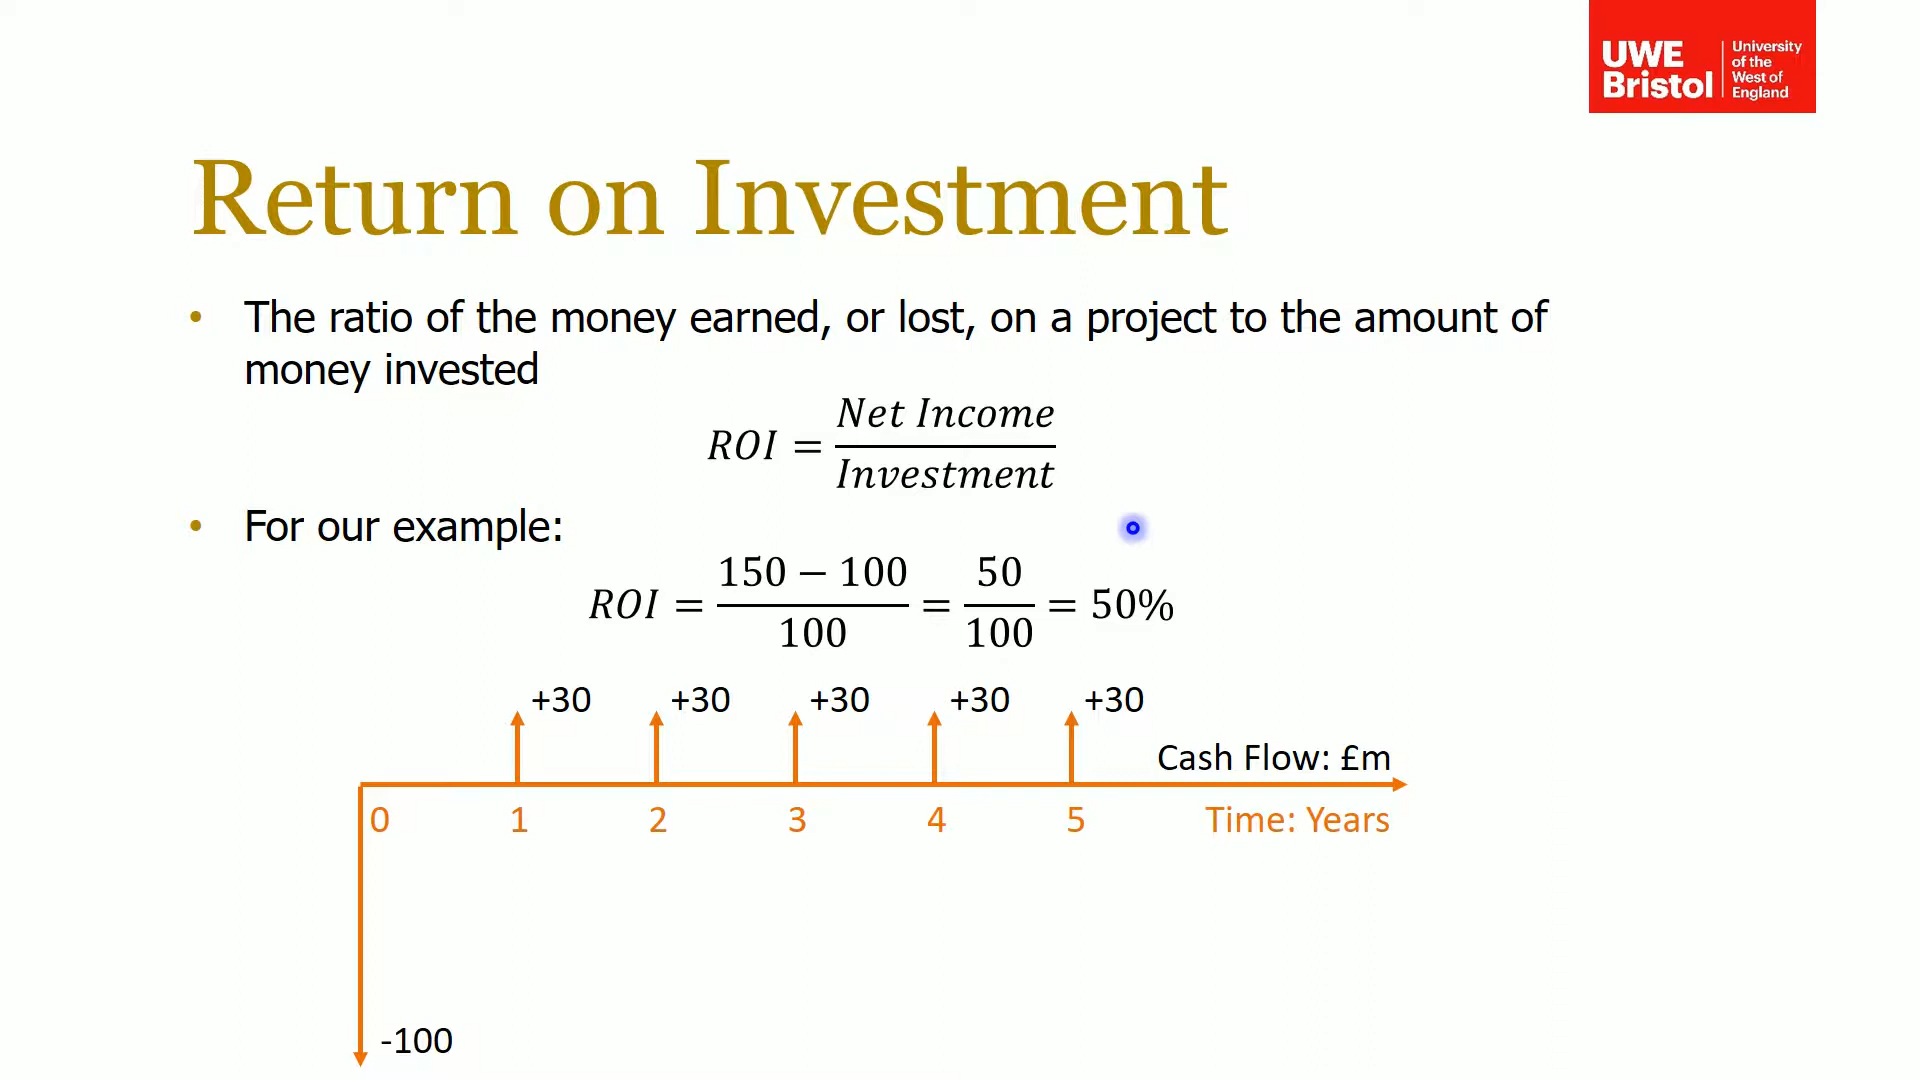 UWE Bristol
University of the West of England
Return on Investment
• The ratio of the money earned, or lost, on a project to the amount of
money invested
ROI = Net Income / Investment
• For our example:
ROI = 150 − 100 / 100 = 50 / 100 = 50%
+30 +30 +30 +30 +30
Cash Flow: £m
0 1 2 3 4 5 Time: Years
-100